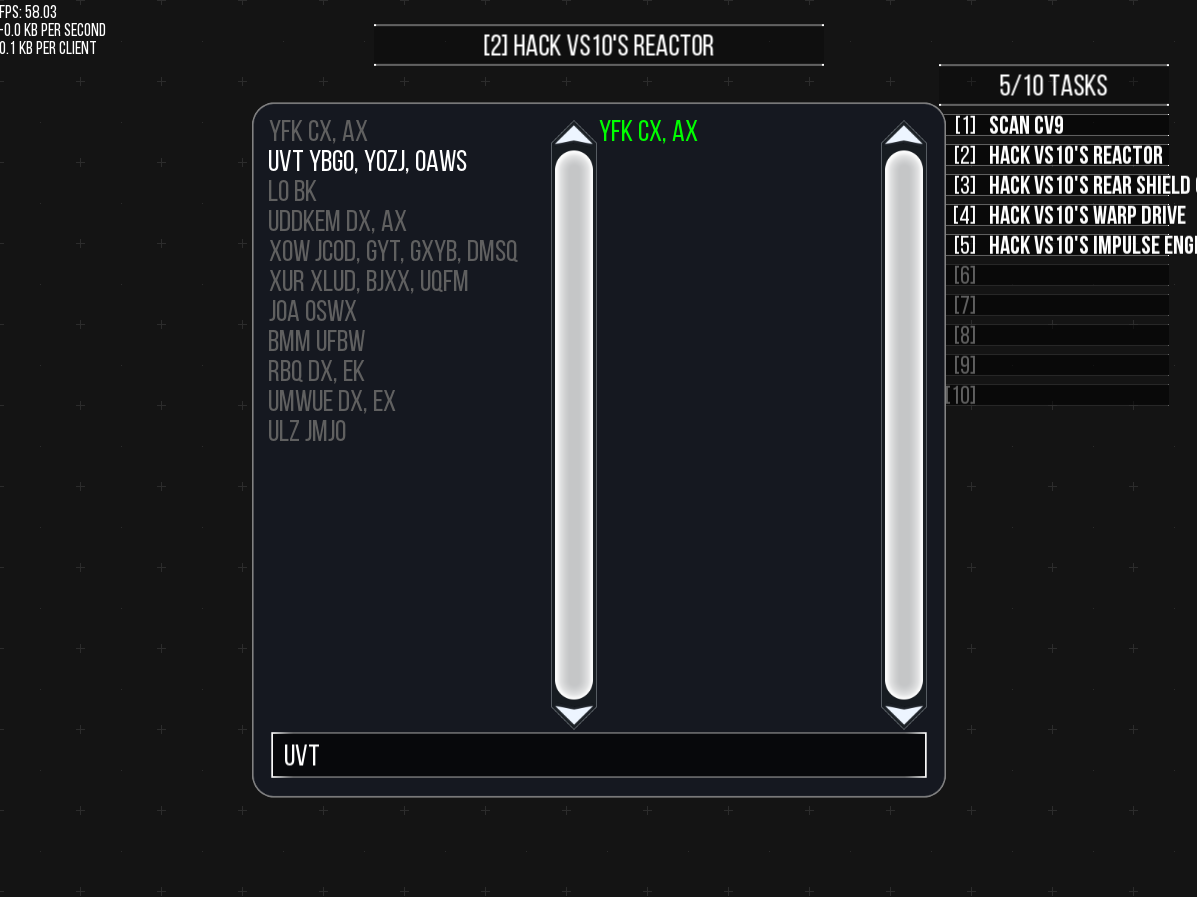 FPS: 58.03
-0.0 KB PER SECOND
0.1 KB PER CLIENT
[2] HACK VS10'S REACTOR
5/10 TASKS
[1] SCAN CV9
[2] HACK VS10'S REACTOR
[3] HACK VS10'S REAR SHIELD
[4] HACK VS10'S WARP DRIVE
[5] HACK VS10'S IMPULSE ENGI
[6]
[7]
[8]
[9]
[10]
YFK CX, AX
UVT YBGO, YOZJ, OAWS
LO BK
UDDKEM DX, AX
XOW JCOD, GYT, GXYB, DMSQ
XUR XLUD, BJXX, UQFM
JOA OSWX
BMM UFBW
RBQ DX, EK
UMWUE DX, EX
ULZ JMJO
YFK CX, AX
UVT